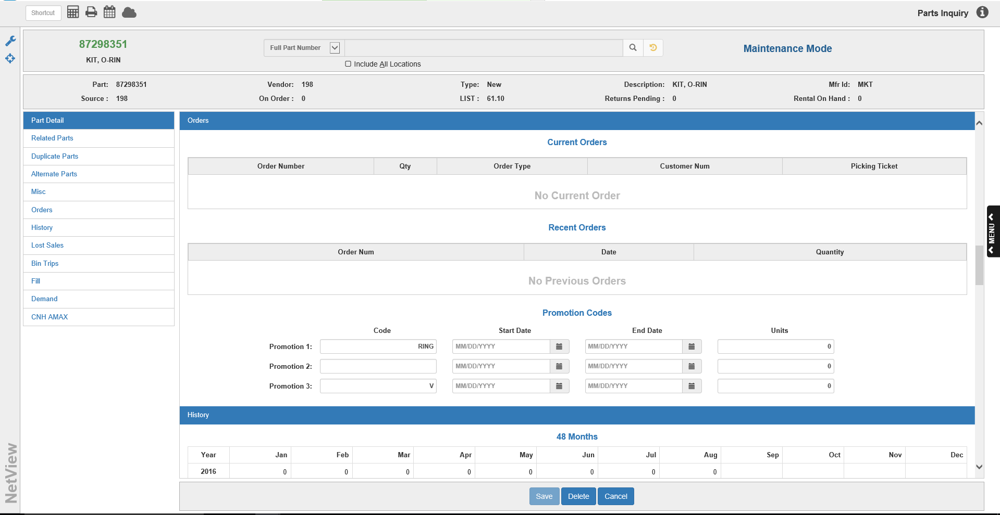 Shortcut
Parts Inquiry
87298351
KIT, O-RIN
Full Part Number
Include All Locations
Maintenance Mode
Part: 87298351 Vendor: 198 Type: New Description: KIT, O-RIN Mfr Id: MKT
Source : 198 On Order : 0 LIST : 61.10 Returns Pending : 0 Rental On Hand : 0
Part Detail
Related Parts
Duplicate Parts
Alternate Parts
Misc
Orders
History
Lost Sales
Bin Trips
Fill
Demand
CNH AMAX
Orders
Current Orders
Order Number Qty Order Type Customer Num Picking Ticket
No Current Order
Recent Orders
Order Num Date Quantity
No Previous Orders
Promotion Codes
Code Start Date End Date Units
Promotion 1: RING MM/DD/YYYY MM/DD/YYYY 0
Promotion 2: MM/DD/YYYY MM/DD/YYYY 0
Promotion 3: V MM/DD/YYYY MM/DD/YYYY 0
History
48 Months
Year Jan Feb Mar Apr May Jun Jul Aug Sep Oct Nov Dec
2016 0 0 0 0 0 0 0 0
Save Delete Cancel
MENU
NetView